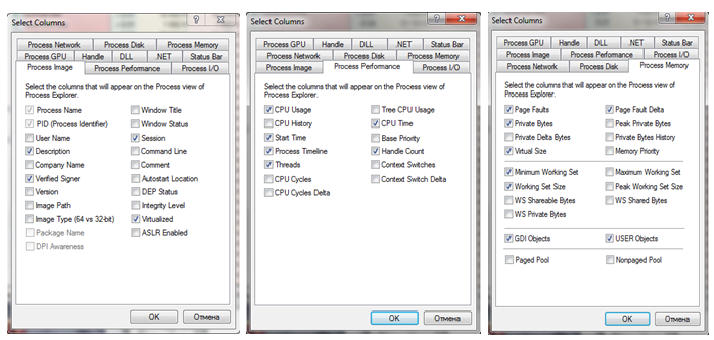 Select Columns
Process Network Process Disk Process Memory
Process GPU Handle DLL .NET Status Bar
Process Image Process Performance Process I/O
Select the columns that will appear on the Process view of
Process Explorer.
Process Name Window Title
PID (Process Identifier) Window Status
User Name Session
Description Command Line
Company Name Comment
Verified Signer Autostart Location
Version DEP Status
Image Path Integrity Level
Image Type (64 vs 32-bit) Virtualized
Package Name ASLR Enabled
DPI Awareness
OK Отмена
Select Columns
Process GPU Handle DLL .NET Status Bar
Process Network Process Disk Process Memory
Process Image Process Performance Process I/O
Select the columns that will appear on the Process view of
Process Explorer.
CPU Usage Tree CPU Usage
CPU History CPU Time
Start Time Base Priority
Process Timeline Handle Count
Threads Context Switches
CPU Cycles Context Switch Delta
CPU Cycles Delta
OK Отмена
Select Columns
Process GPU Handle DLL .NET Status Bar
Process Image Process Performance Process I/O
Process Network Process Disk Process Memory
Select the columns that will appear on the Process view of
Process Explorer.
Page Faults Page Fault Delta
Private Bytes Peak Private Bytes
Private Delta Bytes Private Bytes History
Virtual Size Memory Priority
Minimum Working Set Maximum Working Set
Working Set Size Peak Working Set Size
WS Shareable Bytes WS Shared Bytes
WS Private Bytes
GDI Objects USER Objects
Paged Pool Nonpaged Pool
OK Отмена